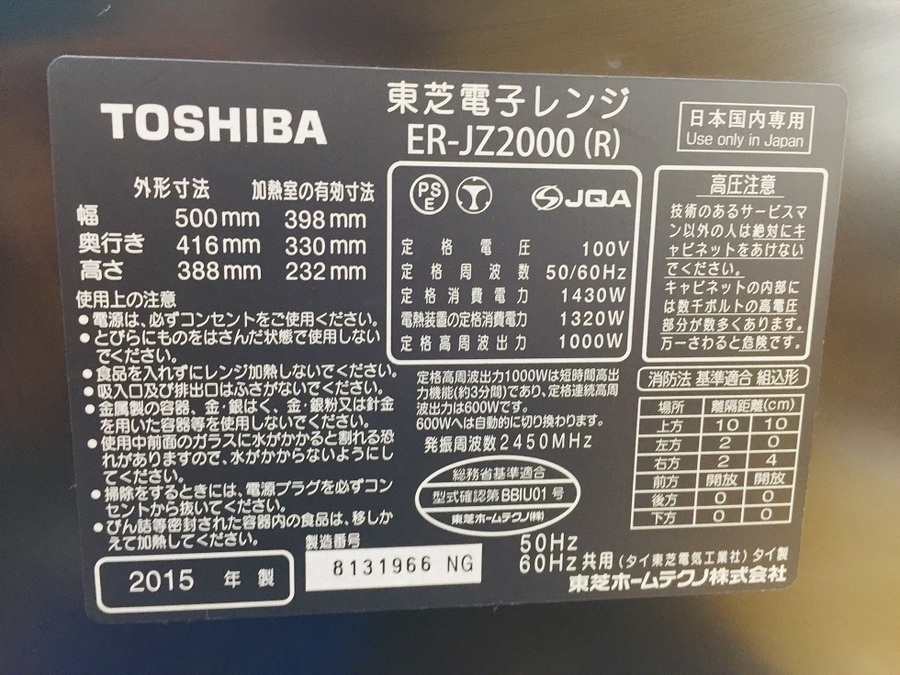 TOSHIBA
東芝電子レンジ
ER-JZ2000 (R)
日本国内専用
Use only in Japan
外形寸法 加熱室の有効寸法
幅 500mm 398mm
奥行き 416mm 330mm
高さ 388mm 232mm
使用上の注意
●電源は、必ずコンセントをご使用ください。
●とびらにものをはさんだ状態で使用しない
でください。
●食品を入れずにレンジ加熱しないでください。
●吸入口及び排出口はふさがないでください。
●金属製の容器、金・銀はく、金・銀粉又は針金
を用いた容器等を使用しないでください。
●使用中前面のガラスに水がかかると割れる恐
れがありますので、水がかからないようにし
てください。
●掃除をするときには、電源プラグを必ずコン
セントから抜いてください。
●びん詰等密封された容器内の食品は、移しか
えて加熱してください。
2015 年製
製造番号
8131966 NG
PSE
JQA
定格電圧 100V
定格周波数 50/60Hz
定格消費電力 1430W
電熱装置の定格消費電力 1320W
定格高周波出力 1000W
定格高周波出力1000Wは短時間高出
力機能(約3分間)であり、定格連続高周
波出力は600Wです。
600Wへは自動的に切り換わります。
発振周波数2450MHz
総務省基準適合
型式確認第BBIU01号
東芝ホームテクノ(株)
高圧注意
技術のあるサービスマ
ン以外の人は絶対にキ
ャビネットをあけない
でください。
キャビネットの内部に
は数千ボルトの高電圧
部分が数多くあります。
万一さわると危険です。
消防法 基準適合 組込形
場所 離隔距離(cm)
上方 10 10
左方 2 0
右方 2 4
前方 開放 開放
後方 0 0
下方 0 0
50Hz
60Hz 共用 (タイ東芝電気工業社) タイ製
東芝ホームテクノ株式会社